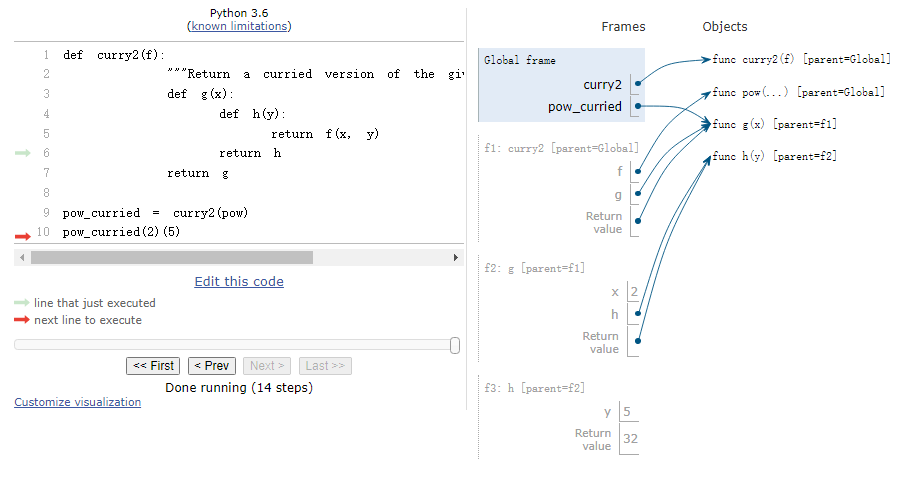 Python 3.6
(known limitations)
1 def curry2(f):
2 """Return a curried version of the giv
3 def g(x):
4 def h(y):
5 return f(x, y)
6 return h
7 return g
8
9 pow_curried = curry2(pow)
10 pow_curried(2)(5)
Edit this code
line that just executed
next line to execute
<< First < Prev Next > Last >>
Done running (14 steps)
Customize visualization
Frames Objects
Global frame
curry2
pow_curried
f1: curry2 [parent=Global]
f
g
Return
value
f2: g [parent=f1]
x 2
h
Return
value
f3: h [parent=f2]
y 5
Return
value 32
func curry2(f) [parent=Global]
func pow(...) [parent=Global]
func g(x) [parent=f1]
func h(y) [parent=f2]